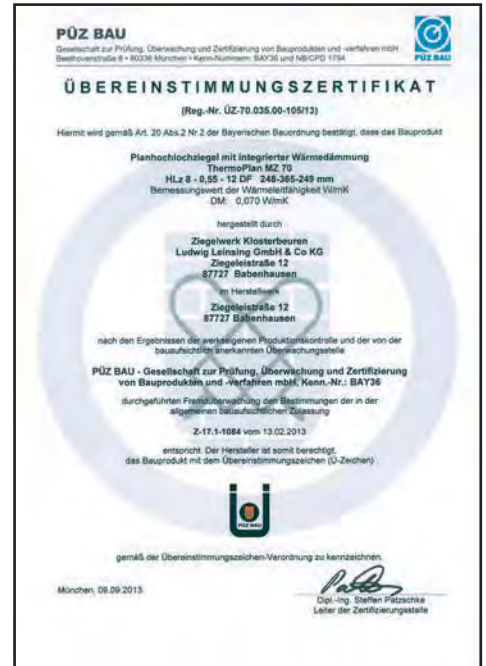 PÜZ BAU
Gesellschaft zur Prüfung, Überwachung und Zertifizierung von Bauprodukten und -verfahren mbH
Beethovenstraße 8 • 80336 München • Kenn-Nummern: BAY36 und NB/CPD 1794
PÜZ BAU
ÜBEREINSTIMMUNGSZERTIFIKAT
(Reg.-Nr. ÜZ-70.035.00-105/13)
Hiermit wird gemäß Art. 20 Abs.2 Nr.2 der Bayerischen Bauordnung bestätigt, dass das Bauprodukt
Planhochlochziegel mit integrierter Wärmedämmung
ThermoPlan MZ 70
HLz 8 - 0,55 - 12 DF 248-365-249 mm
Bemessungswert der Wärmeleitfähigkeit W/mK
DM: 0,070 W/mK
hergestellt durch
Ziegelwerk Klosterbeuren
Ludwig Leinsing GmbH & Co KG
Ziegeleistraße 12
87727 Babenhausen
im Herstellwerk
Ziegeleistraße 12
87727 Babenhausen
nach den Ergebnissen der werkseigenen Produktionskontrolle und der von der
bauaufsichtlich anerkannten Überwachungsstelle
PÜZ BAU - Gesellschaft zur Prüfung, Überwachung und Zertifizierung
von Bauprodukten und -verfahren mbH, Kenn.-Nr.: BAY36
durchgeführten Fremdüberwachung den Bestimmungen der in der
allgemeinen bauaufsichtlichen Zulassung
Z-17.1-1084 vom 13.02.2013
entspricht. Der Hersteller ist somit berechtigt,
das Bauprodukt mit dem Übereinstimmungszeichen (Ü-Zeichen)
PÜZ BAU
gemäß der Übereinstimmungszeichen-Verordnung zu kennzeichnen.
München, 09.09.2013
Dipl.-Ing. Steffen Patzschke
Leiter der Zertifizierungsstelle